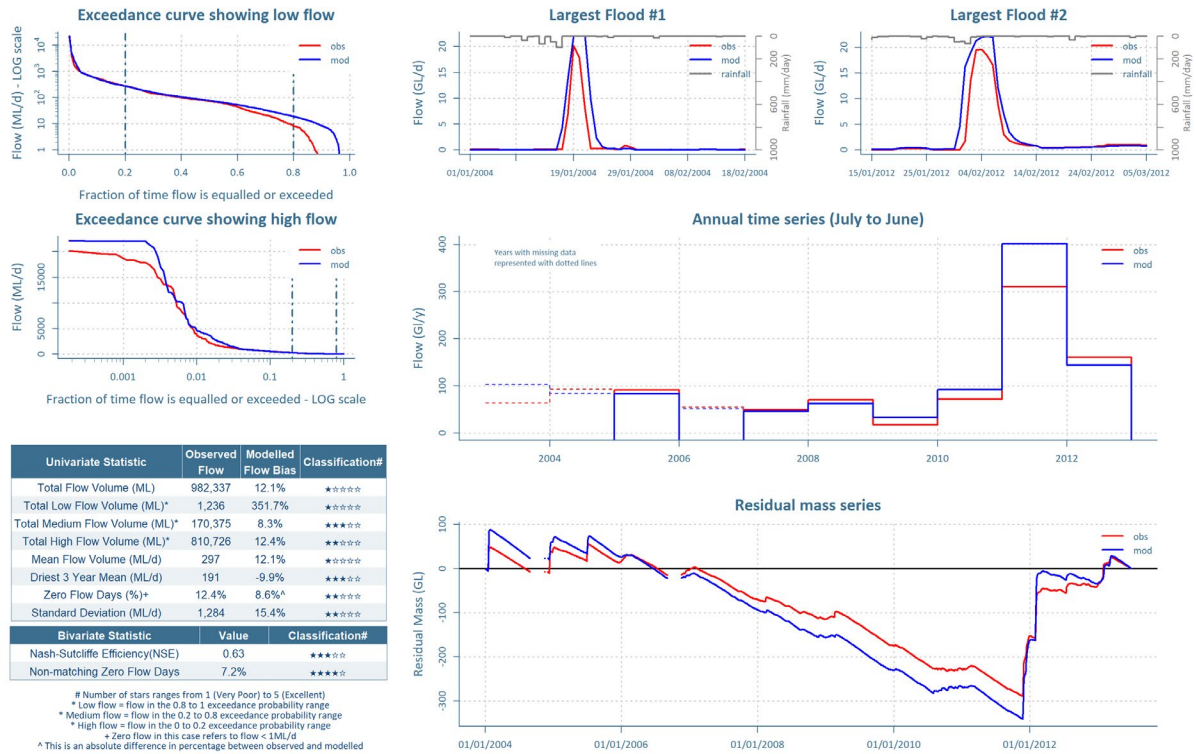 Exceedance curve showing low flow
Flow (ML/d) - LOG scale
10⁴
10³
10²
10
1
obs
mod
0.0 0.2 0.4 0.6 0.8 1.0
Fraction of time flow is equalled or exceeded
Largest Flood #1
Flow (GL/d)
20
15
10
5
0
obs
mod
rainfall
0
200
600
1000
Rainfall (mm/day)
01/01/2004 19/01/2004 29/01/2004 08/02/2004 18/02/2004
Largest Flood #2
Flow (GL/d)
20
15
10
5
0
obs
mod
rainfall
0
200
600
1000
Rainfall (mm/day)
15/01/2012 25/01/2012 04/02/2012 14/02/2012 24/02/2012 05/03/2012
Exceedance curve showing high flow
Flow (ML/d)
15000
5000
0
obs
mod
0.001 0.01 0.1 1
Fraction of time flow is equalled or exceeded - LOG scale
Annual time series (July to June)
Years with missing data
represented with dotted lines
Flow (Gl/y)
400
300
200
100
0
obs
mod
2004 2006 2008 2010 2012
Univariate Statistic Observed Flow Modelled Flow Bias Classification#
Total Flow Volume (ML) 982,337 12.1% ★☆☆☆☆
Total Low Flow Volume (ML)* 1,236 351.7% ★☆☆☆☆
Total Medium Flow Volume (ML)* 170,375 8.3% ★★★☆☆
Total High Flow Volume (ML)* 810,726 12.4% ★★☆☆☆
Mean Flow Volume (ML/d) 297 12.1% ★☆☆☆☆
Driest 3 Year Mean (ML/d) 191 -9.9% ★★★☆☆
Zero Flow Days (%)+ 12.4% 8.6%^ ★★☆☆☆
Standard Deviation (ML/d) 1,284 15.4% ★★☆☆☆
Bivariate Statistic Value Classification#
Nash-Sutcliffe Efficiency(NSE) 0.63 ★★★☆☆
Non-matching Zero Flow Days 7.2% ★★★★☆
# Number of stars ranges from 1 (Very Poor) to 5 (Excellent)
* Low flow = flow in the 0.8 to 1 exceedance probability range
* Medium flow = flow in the 0.2 to 0.8 exceedance probability range
* High flow = flow in the 0 to 0.2 exceedance probability range
+ Zero flow in this case refers to flow < 1ML/d
^ This is an absolute difference in percentage between observed and modelled
Residual mass series
Residual Mass (GL)
100
0
-100
-200
-300
obs
mod
01/01/2004 01/01/2006 01/01/2008 01/01/2010 01/01/2012